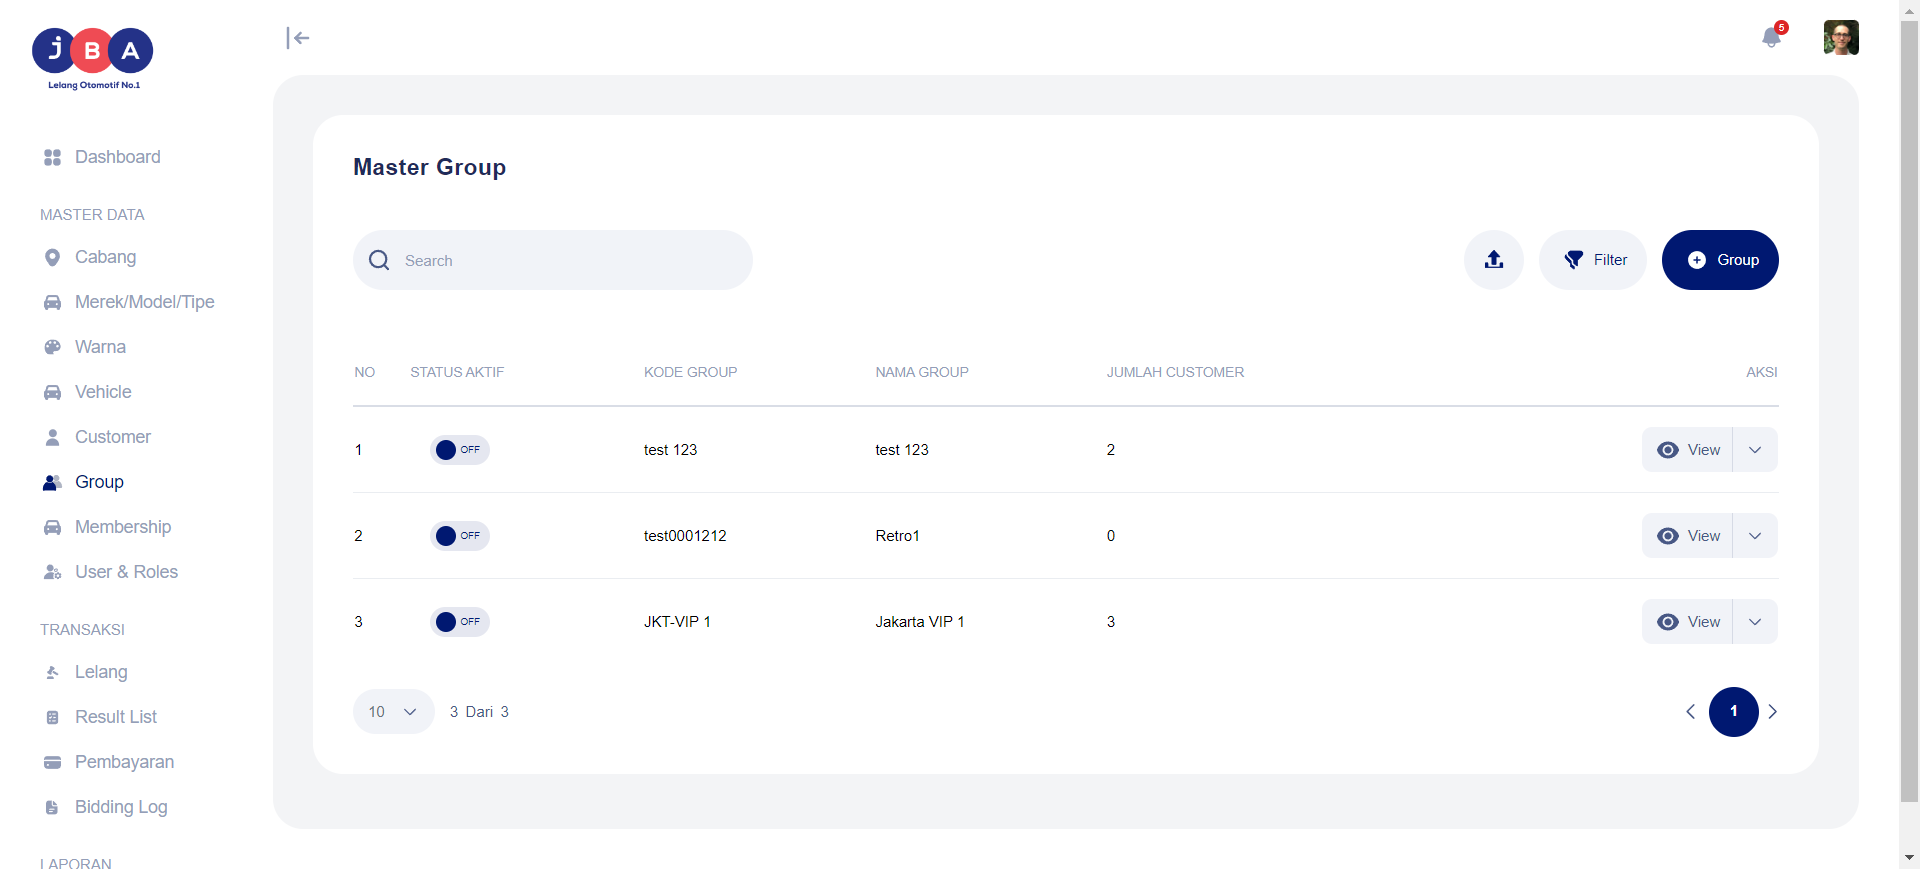 JBA
Lelang Otomotif No.1
5
Dashboard
MASTER DATA
Cabang
Merek/Model/Tipe
Warna
Vehicle
Customer
Group
Membership
User & Roles
TRANSAKSI
Lelang
Result List
Pembayaran
Bidding Log
LAPORAN
Master Group
Search
Filter
Group
NO STATUS AKTIF KODE GROUP NAMA GROUP JUMLAH CUSTOMER AKSI
1 OFF test 123 test 123 2 View
2 OFF test0001212 Retro1 0 View
3 OFF JKT-VIP 1 Jakarta VIP 1 3 View
10 3 Dari 3 1